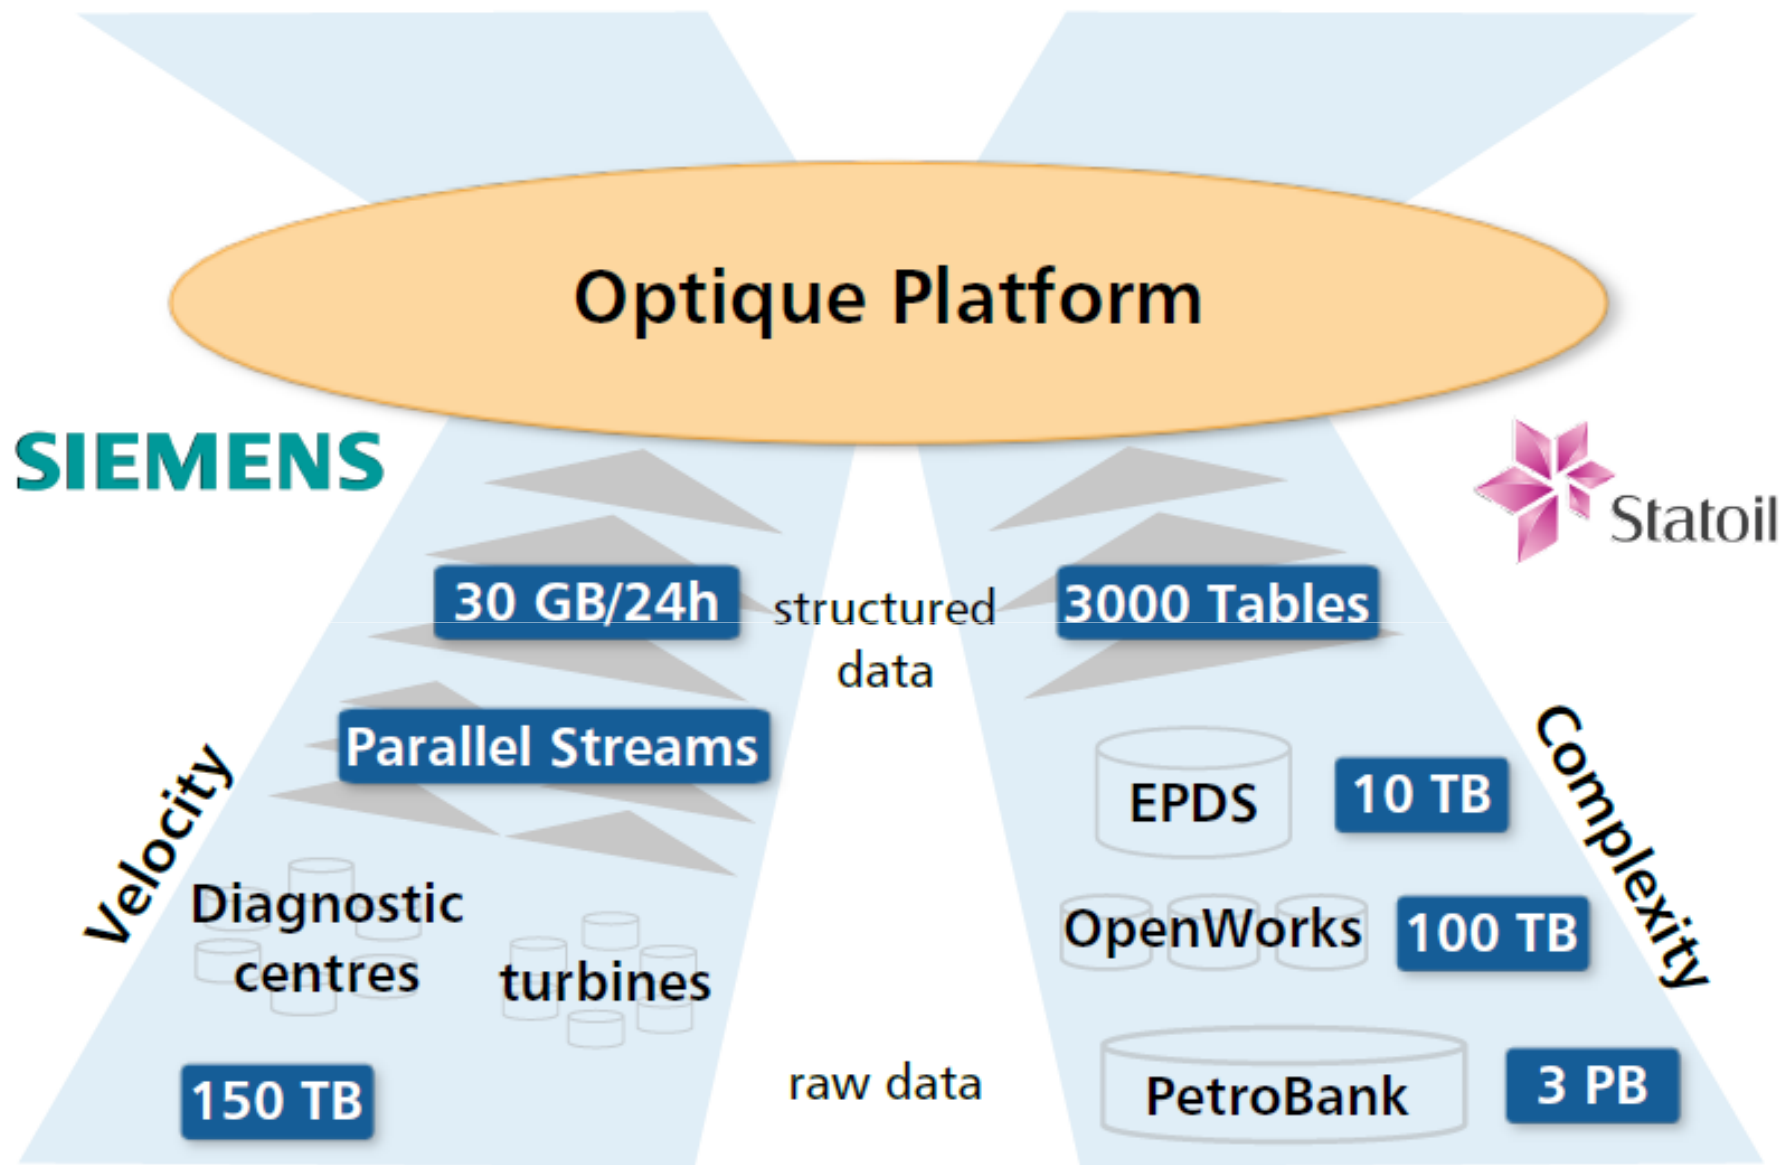 Optique Platform
SIEMENS
Statoil
30 GB/24h
structured
data
3000 Tables
Parallel Streams
Velocity
Complexity
EPDS
10 TB
Diagnostic
centres
turbines
OpenWorks
100 TB
150 TB
raw data
PetroBank
3 PB